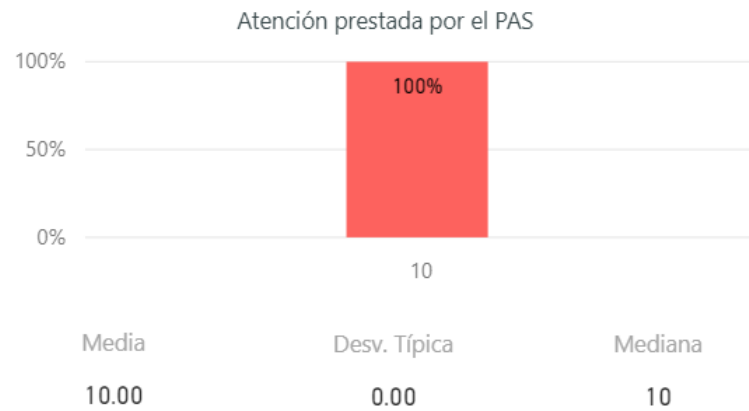 Atención prestada por el PAS
100%
100%
50%
0%
10
Media Desv. Típica Mediana
10.00 0.00 10